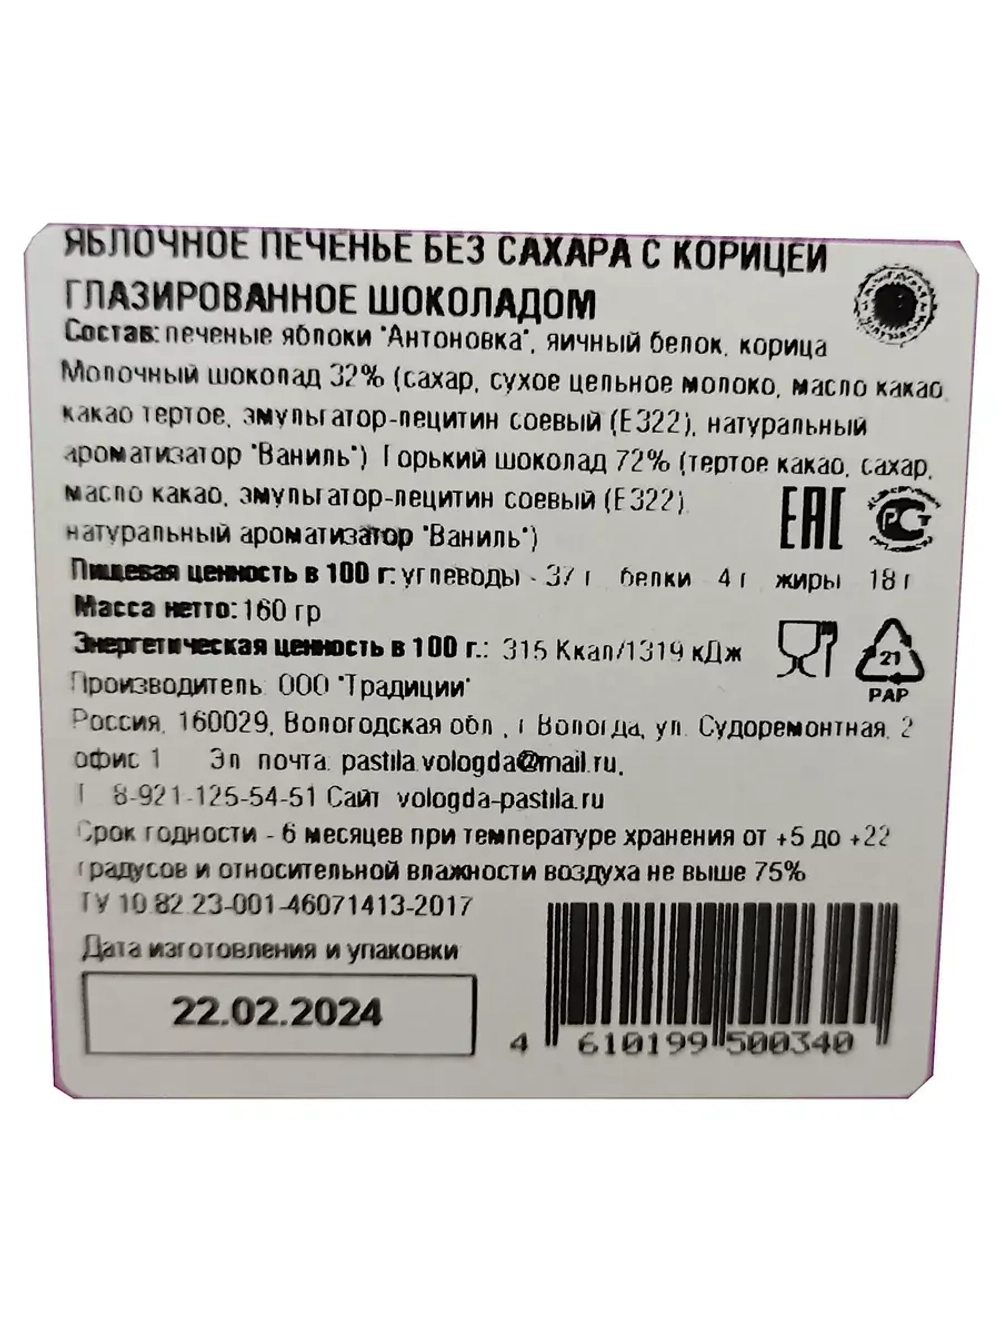 ЯБЛОЧНОЕ ПЕЧЕНЬЕ БЕЗ САХАРА С КОРИЦЕЙ
ГЛАЗИРОВАННОЕ ШОКОЛАДОМ
Состав: печеные яблоки "Антоновка", яичный белок, корица
Молочный шоколад 32% (сахар, сухое цельное молоко, масло какао,
какао тертое, эмульгатор-лецитин соевый (Е322), натуральный
ароматизатор "Ваниль") Горький шоколад 72% (тертое какао, сахар,
масло какао, эмульгатор-лецитин соевый (Е322),
натуральный ароматизатор "Ваниль")
ЕАС
РСТ
Пищевая ценность в 100 г: углеводы - 37 г белки 4 г жиры 18 г
Масса нетто: 160 гр
Энергетическая ценность в 100 г.: 315 Ккал/1319 кДж
21
PAP
Производитель: ООО "Традиции"
Россия, 160029, Вологодская обл., г Вологда, ул. Судоремонтная, 2
офис 1 Эл. почта: pastila.vologda@mail.ru,
Т. 8-921-125-54-51 Сайт vologda-pastila.ru
Срок годности - 6 месяцев при температуре хранения от +5 до +22
градусов и относительной влажности воздуха не выше 75%
ТУ 10.82.23-001-46071413-2017
Дата изготовления и упаковки
22.02.2024
4 610199 500340